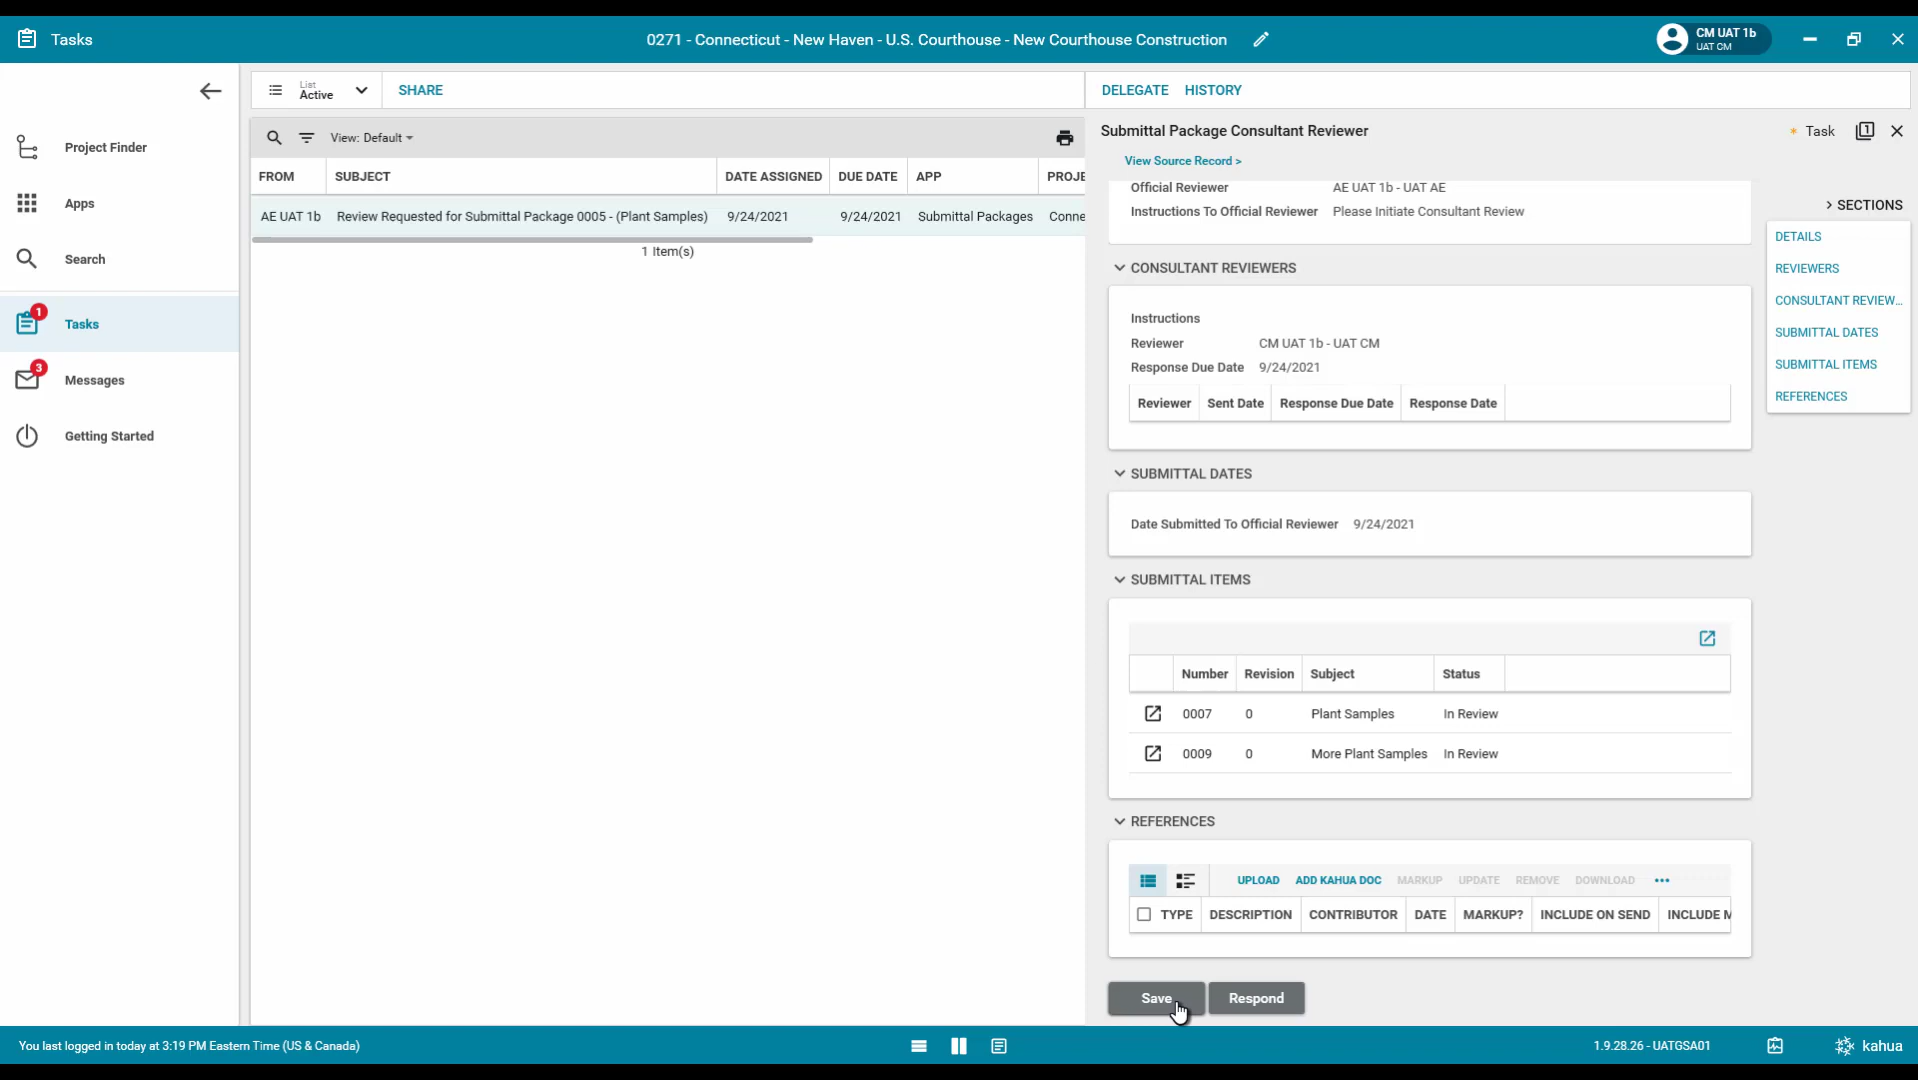 Tasks
0271 - Connecticut - New Haven - U.S. Courthouse - New Courthouse Construction
CM UAT 1b
UAT CM
Project Finder
Apps
Search
1
Tasks
3
Messages
Getting Started
List
Active
SHARE
View: Default
FROM SUBJECT DATE ASSIGNED DUE DATE APP PROJE
AE UAT 1b Review Requested for Submittal Package 0005 - (Plant Samples) 9/24/2021 9/24/2021 Submittal Packages Conne
1 Item(s)
DELEGATE HISTORY
Submittal Package Consultant Reviewer
* Task
1
View Source Record >
Official Reviewer AE UAT 1b - UAT AE
Instructions To Official Reviewer Please Initiate Consultant Review
CONSULTANT REVIEWERS
Instructions
Reviewer CM UAT 1b - UAT CM
Response Due Date 9/24/2021
Reviewer Sent Date Response Due Date Response Date
SUBMITTAL DATES
Date Submitted To Official Reviewer 9/24/2021
SUBMITTAL ITEMS
Number Revision Subject Status
0007 0 Plant Samples In Review
0009 0 More Plant Samples In Review
REFERENCES
UPLOAD ADD KAHUA DOC MARKUP UPDATE REMOVE DOWNLOAD •••
TYPE DESCRIPTION CONTRIBUTOR DATE MARKUP? INCLUDE ON SEND INCLUDE M
Save Respond
> SECTIONS
DETAILS
REVIEWERS
CONSULTANT REVIEW...
SUBMITTAL DATES
SUBMITTAL ITEMS
REFERENCES
You last logged in today at 3:19 PM Eastern Time (US & Canada)
1.9.28.26 - UATGSA01
kahua